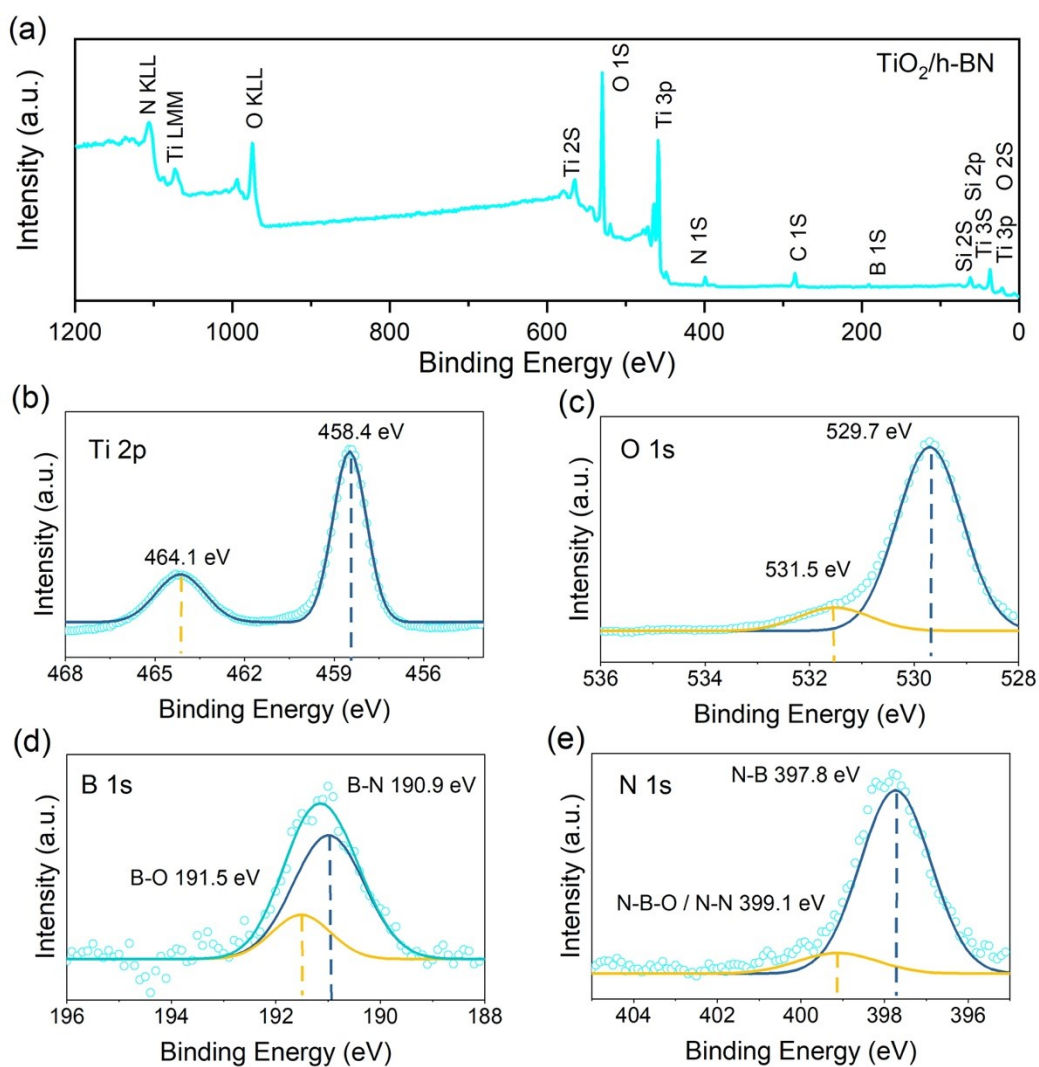 (a)
TiO₂/h-BN
N KLL
Ti LMM
O KLL
Ti 2S
O 1S
Ti 3p
N 1S
C 1S
B 1S
Si 2S
Si 2p
Ti 3S
O 2S
Ti 3p
Intensity (a.u.)
1200 1000 800 600 400 200 0
Binding Energy (eV)
(b)
Ti 2p
458.4 eV
464.1 eV
Intensity (a.u.)
468 465 462 459 456
Binding Energy (eV)
(c)
O 1s
529.7 eV
531.5 eV
Intensity (a.u.)
536 534 532 530 528
Binding Energy (eV)
(d)
B 1s
B-N 190.9 eV
B-O 191.5 eV
Intensity (a.u.)
196 194 192 191 190 188
Binding Energy (eV)
(e)
N 1s
N-B 397.8 eV
N-B-O / N-N 399.1 eV
Intensity (a.u.)
404 402 400 398 396
Binding Energy (eV)